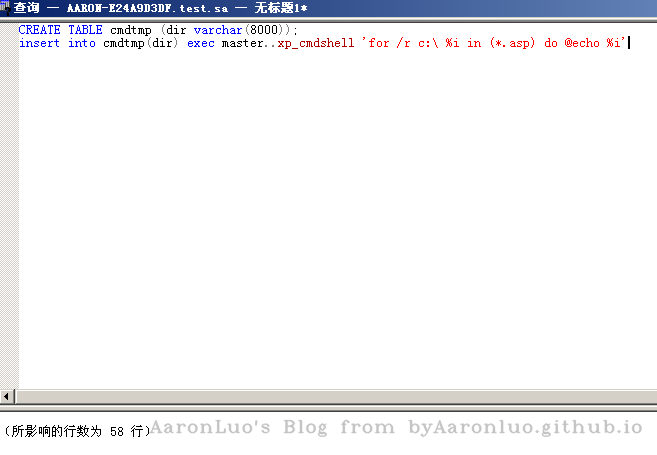 查询 — AARON-E24A9D3DF.test.sa — 无标题1*
CREATE TABLE cmdtmp (dir varchar(8000));
insert into cmdtmp(dir) exec master..xp_cmdshell 'for /r c:\ %i in (*.asp) do @echo %i'
(所影响的行数为 58 行)
AaronLuo's Blog from byAaronluo.github.io